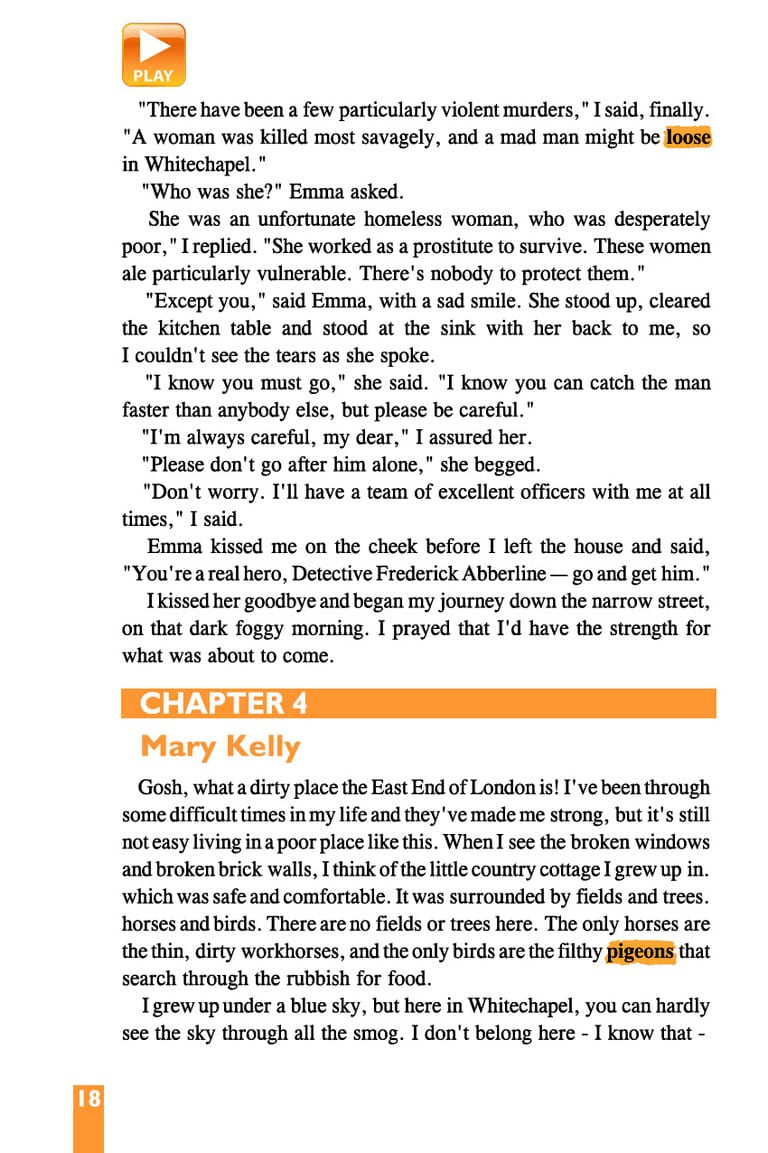 PLAY
"There have been a few particularly violent murders," I said, finally.
"A woman was killed most savagely, and a mad man might be loose
in Whitechapel."
"Who was she?" Emma asked.
She was an unfortunate homeless woman, who was desperately
poor," I replied. "She worked as a prostitute to survive. These women
ale particularly vulnerable. There's nobody to protect them."
"Except you," said Emma, with a sad smile. She stood up, cleared
the kitchen table and stood at the sink with her back to me, so
I couldn't see the tears as she spoke.
"I know you must go," she said. "I know you can catch the man
faster than anybody else, but please be careful."
"I'm always careful, my dear," I assured her.
"Please don't go after him alone," she begged.
"Don't worry. I'll have a team of excellent officers with me at all
times," I said.
Emma kissed me on the cheek before I left the house and said,
"You're a real hero, Detective Frederick Abberline — go and get him."
I kissed her goodbye and began my journey down the narrow street,
on that dark foggy morning. I prayed that I'd have the strength for
what was about to come.
CHAPTER 4
Mary Kelly
Gosh, what a dirty place the East End of London is! I've been through
some difficult times in my life and they've made me strong, but it's still
not easy living in a poor place like this. When I see the broken windows
and broken brick walls, I think of the little country cottage I grew up in.
which was safe and comfortable. It was surrounded by fields and trees.
horses and birds. There are no fields or trees here. The only horses are
the thin, dirty workhorses, and the only birds are the filthy pigeons that
search through the rubbish for food.
I grew up under a blue sky, but here in Whitechapel, you can hardly
see the sky through all the smog. I don't belong here - I know that -
18